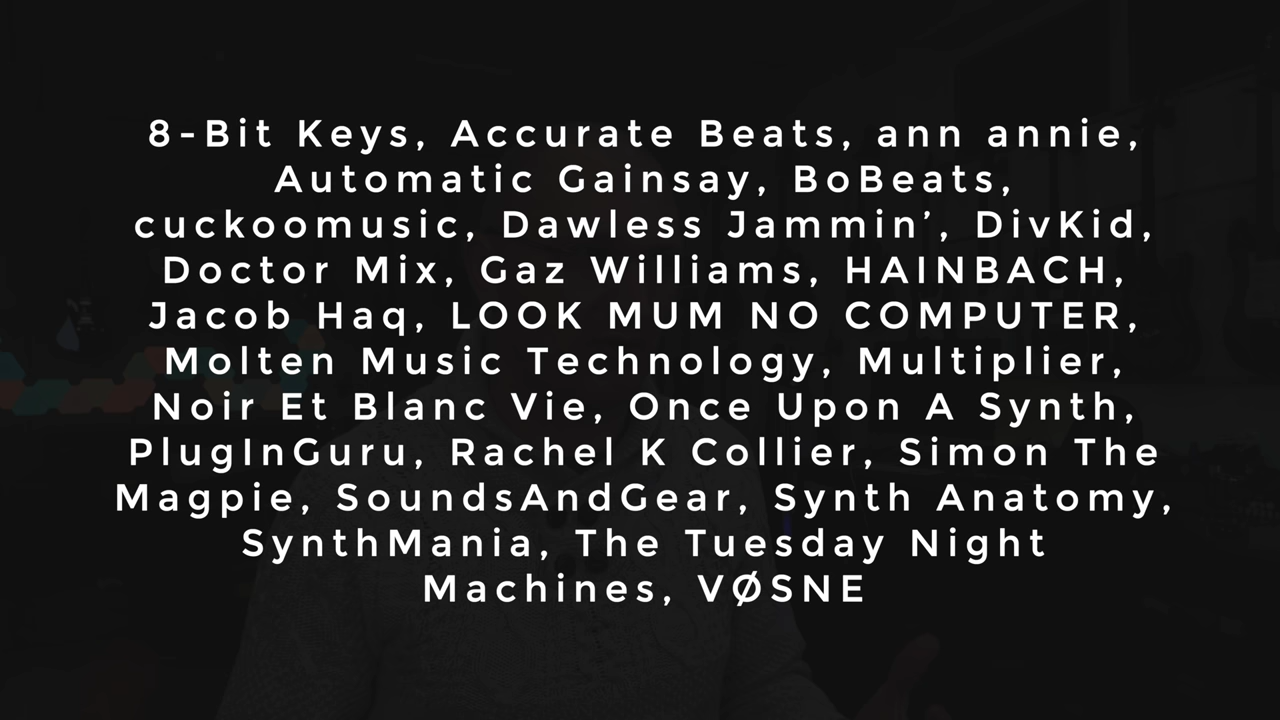 8-Bit Keys, Accurate Beats, ann annie,
Automatic Gainsay, BoBeats,
cuckoomusic, Dawless Jammin’, DivKid,
Doctor Mix, Gaz Williams, HAINBACH,
Jacob Haq, LOOK MUM NO COMPUTER,
Molten Music Technology, Multiplier,
Noir Et Blanc Vie, Once Upon A Synth,
PlugInGuru, Rachel K Collier, Simon The
Magpie, SoundsAndGear, Synth Anatomy,
SynthMania, The Tuesday Night
Machines, VØSNE